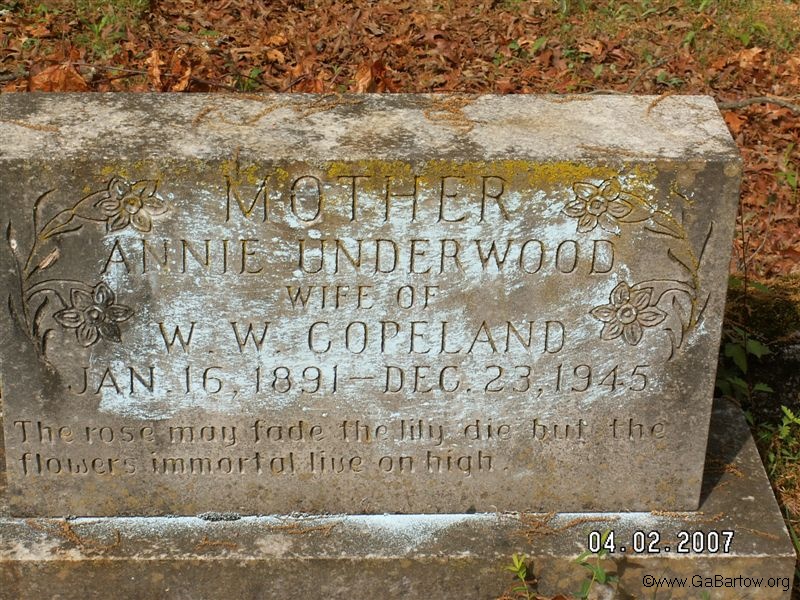 MOTHER
ANNIE UNDERWOOD
WIFE OF
W. W. COPELAND
JAN. 16, 1891 – DEC. 23, 1945
The rose may fade the lily die but the
flowers immortal live on high.
04.02.2007
©www.GaBartow.org